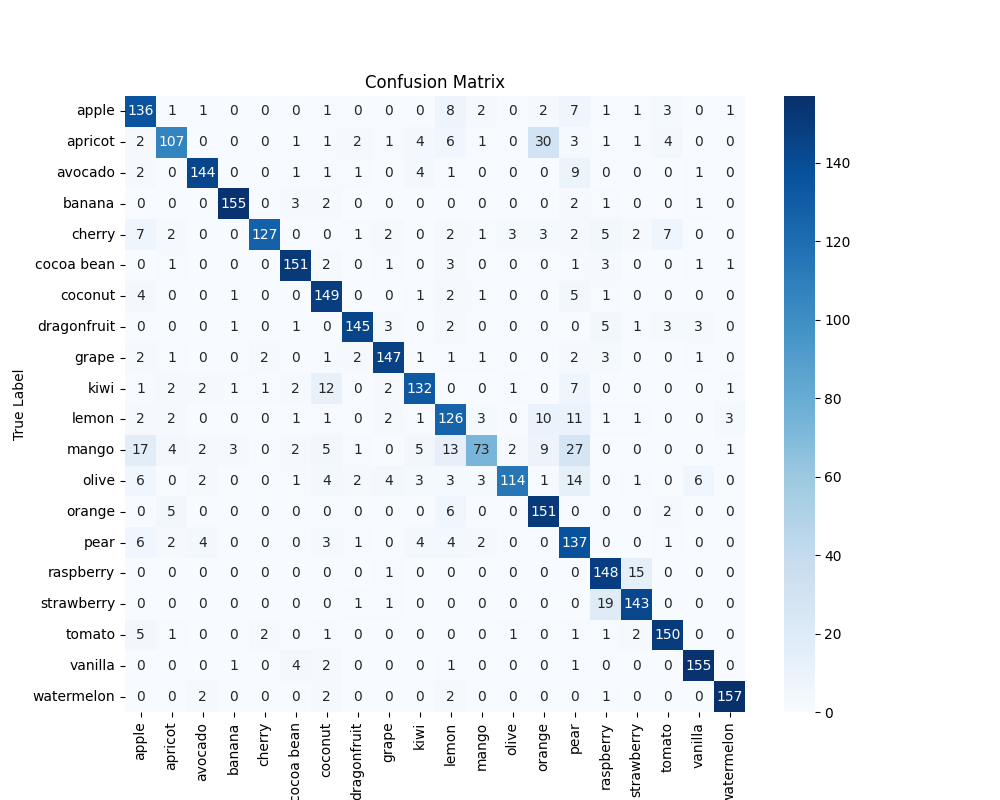 Confusion Matrix
True Label
apple 136 1 1 0 0 0 1 0 0 0 8 2 0 2 7 1 1 3 0 1
apricot 2 107 0 0 0 1 1 2 1 4 6 1 0 30 3 1 1 4 0 0
avocado 2 0 144 0 0 1 1 1 0 4 1 0 0 0 9 0 0 0 1 0
banana 0 0 0 155 0 3 2 0 0 0 0 0 0 0 2 1 0 0 1 0
cherry 7 2 0 0 127 0 0 1 2 0 2 1 3 3 2 5 2 7 0 0
cocoa bean 0 1 0 0 0 151 2 0 1 0 3 0 0 0 1 3 0 0 1 1
coconut 4 0 0 1 0 0 149 0 0 1 2 1 0 0 5 1 0 0 0 0
dragonfruit 0 0 0 1 0 1 0 145 3 0 2 0 0 0 0 5 1 3 3 0
grape 2 1 0 0 2 0 1 2 147 1 1 1 0 0 2 3 0 0 1 0
kiwi 1 2 2 1 1 2 12 0 2 132 0 0 1 0 7 0 0 0 0 1
lemon 2 2 0 0 0 1 1 0 2 1 126 3 0 10 11 1 1 0 0 3
mango 17 4 2 3 0 2 5 1 0 5 13 73 2 9 27 0 0 0 0 1
olive 6 0 2 0 0 1 4 2 4 3 3 3 114 1 14 0 1 0 6 0
orange 0 5 0 0 0 0 0 0 0 0 6 0 0 151 0 0 0 2 0 0
pear 6 2 4 0 0 0 3 1 0 4 4 2 0 0 137 0 0 1 0 0
raspberry 0 0 0 0 0 0 0 0 1 0 0 0 0 0 0 148 15 0 0 0
strawberry 0 0 0 0 0 0 0 1 1 0 0 0 0 0 0 19 143 0 0 0
tomato 5 1 0 0 2 0 1 0 0 0 0 0 1 0 1 1 2 150 0 0
vanilla 0 0 0 1 0 4 2 0 0 0 1 0 0 0 1 0 0 0 155 0
watermelon 0 0 2 0 0 0 2 0 0 0 2 0 0 0 0 1 0 0 0 157
apple apricot avocado banana cherry cocoa bean coconut dragonfruit grape kiwi lemon mango olive orange pear raspberry strawberry tomato vanilla watermelon
140
120
100
80
60
40
20
0